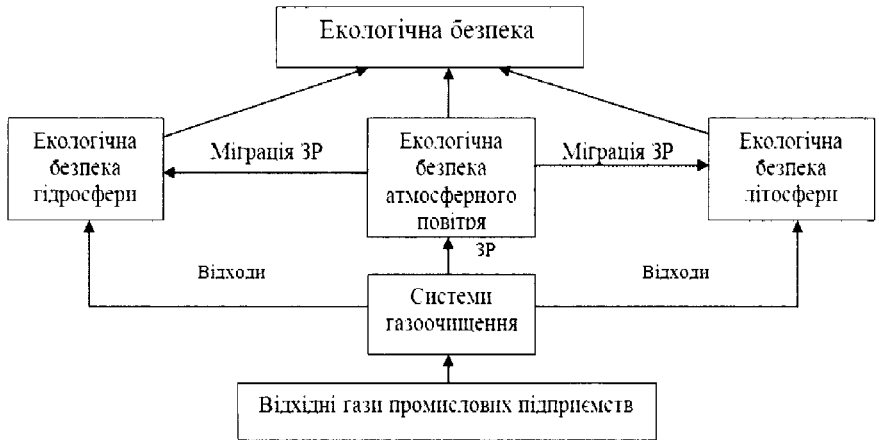 Екологічна безпека
Екологічна
безпека
гідросфери
Міграція ЗР
Екологічна
безпека
атмосферного
повітря
Міграція ЗР
Екологічна
безпека
літосфери
ЗР
Відходи
Відходи
Системи
газоочищення
Відхідні гази промислових підприємств